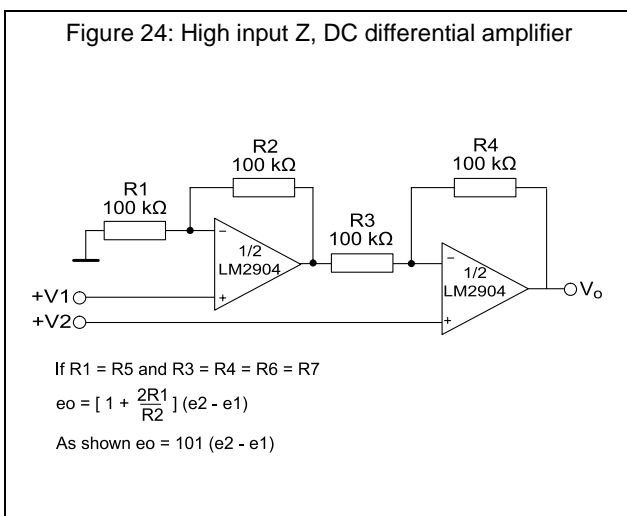 Figure 24: High input Z, DC differential amplifier
R2
100 kΩ
R4
100 kΩ
R1
100 kΩ
R3
100 kΩ
−
1/2
LM2904
+
−
1/2
LM2904
+
Vo
+V1
+V2
If R1 = R5 and R3 = R4 = R6 = R7
eo = [ 1 + 2R1/R2 ] (e2 - e1)
As shown eo = 101 (e2 - e1)